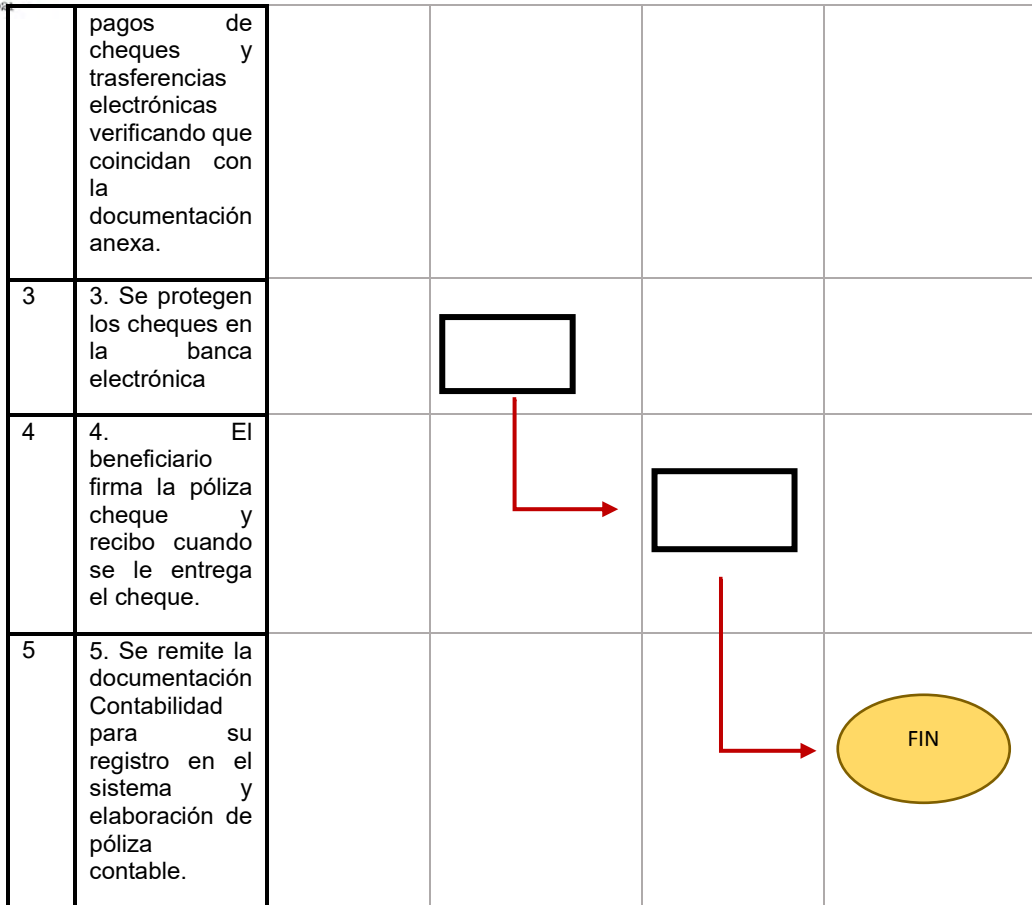 pagos de
cheques y
trasferencias
electrónicas
verificando que
coincidan con
la
documentación
anexa.
3
3. Se protegen
los cheques en
la banca
electrónica
4
4. El
beneficiario
firma la póliza
cheque y
recibo cuando
se le entrega
el cheque.
5
5. Se remite la
documentación
Contabilidad
para su
registro en el
sistema y
elaboración de
póliza
contable.
FIN